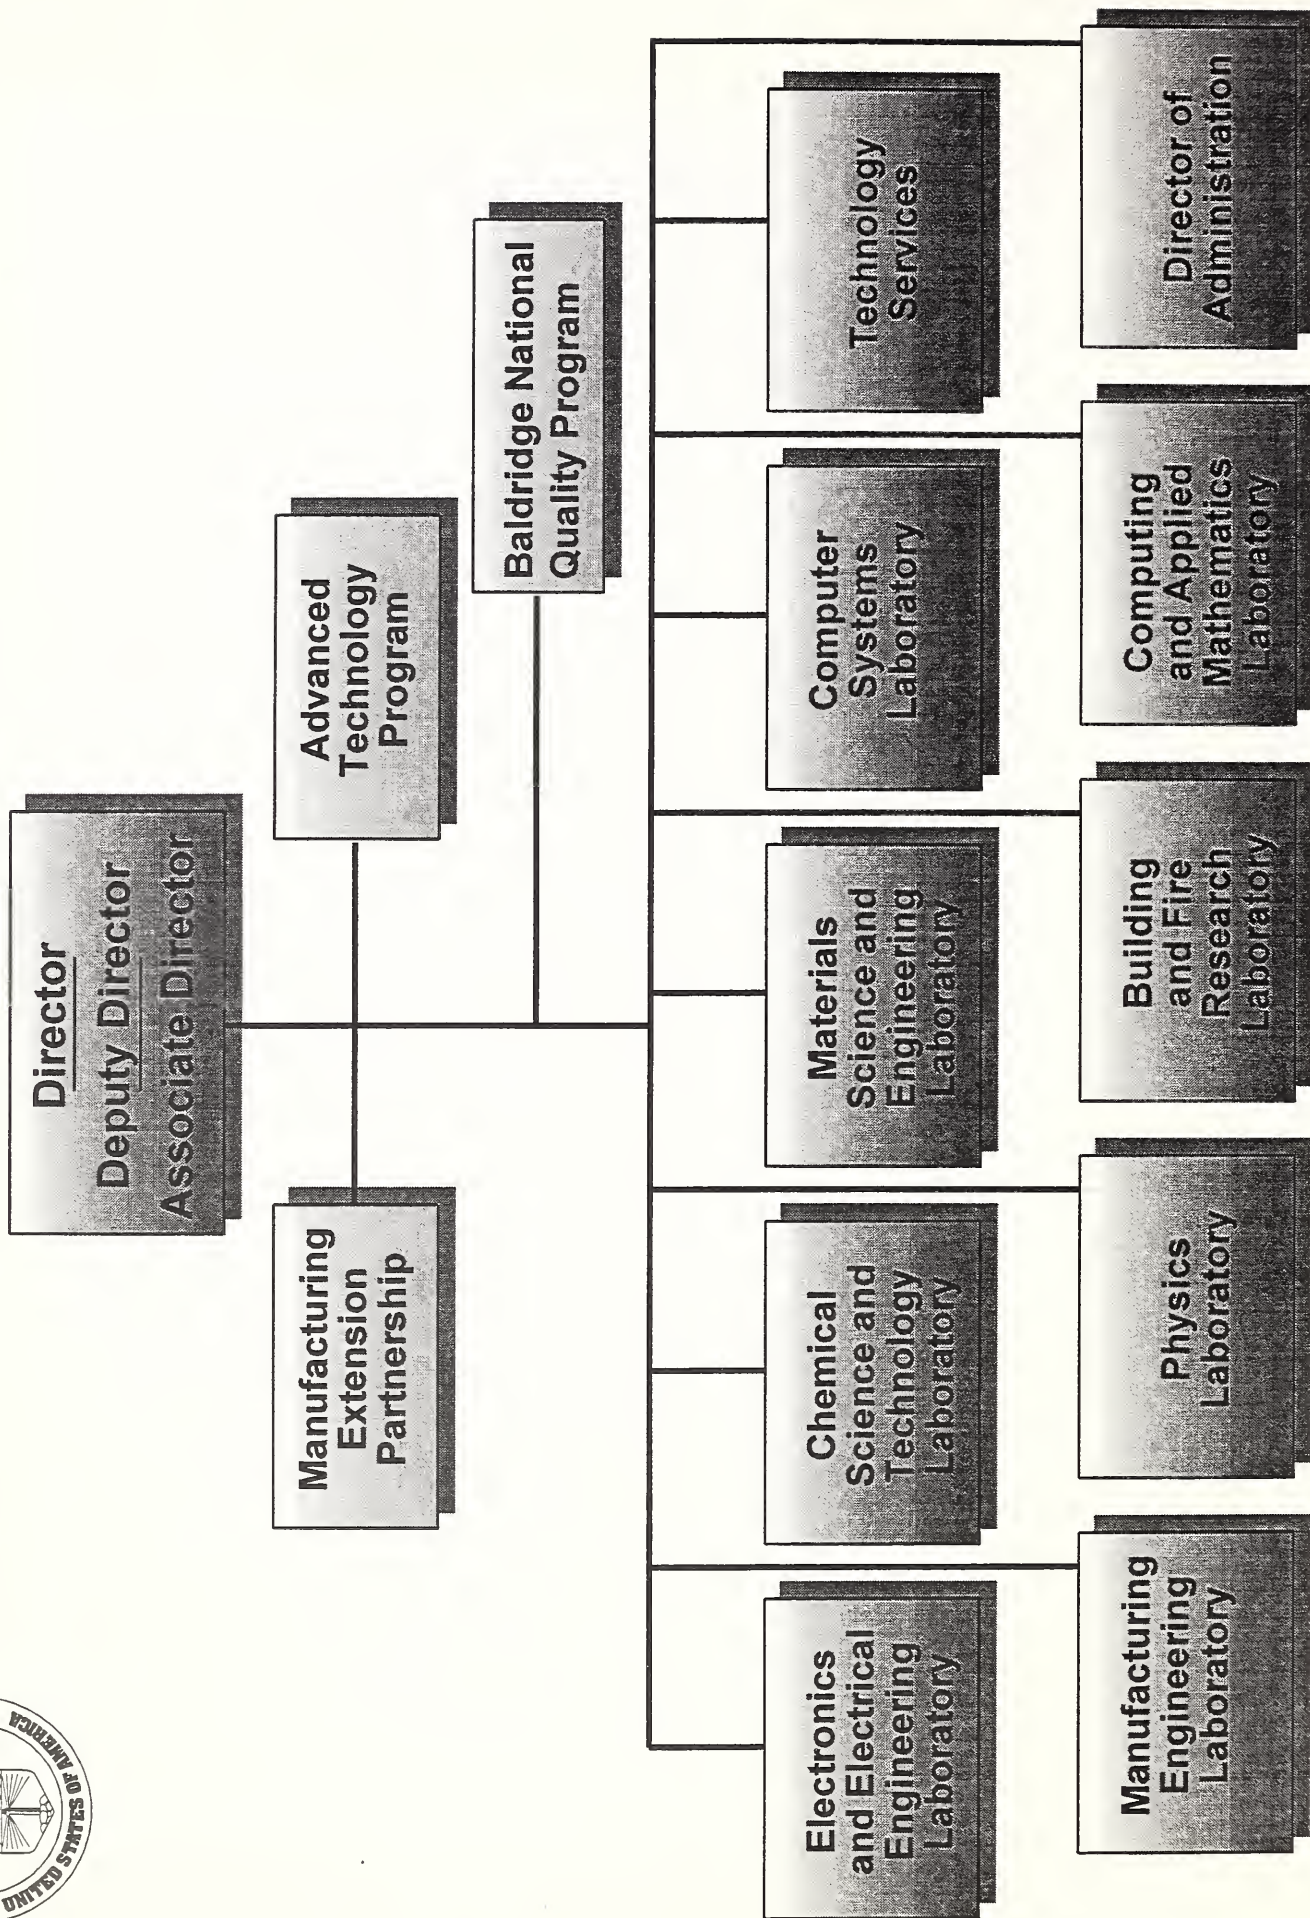 UNITED STATES OF AMERICA
Director
Deputy Director
Associate Director
Manufacturing
Extension
Partnership
Advanced
Technology
Program
Baldridge National
Quality Program
Electronics
and Electrical
Engineering
Laboratory
Chemical
Science and
Technology
Laboratory
Materials
Science and
Engineering
Laboratory
Computer
Systems
Laboratory
Technology
Services
Manufacturing
Engineering
Laboratory
Physics
Laboratory
Building
and Fire
Research
Laboratory
Computing
and Applied
Mathematics
Laboratory
Director of
Administration